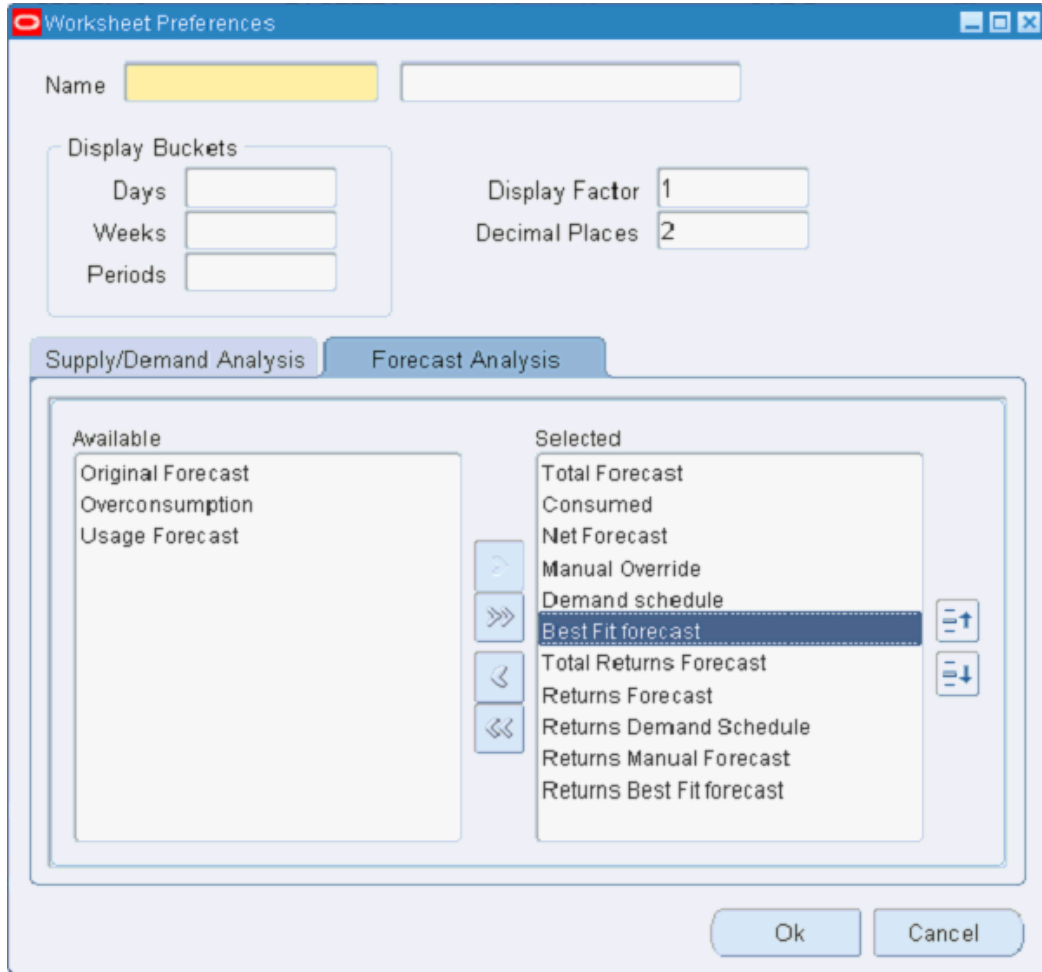 Worksheet Preferences
Name
Display Buckets
Days
Weeks
Periods
Display Factor 1
Decimal Places 2
Supply/Demand Analysis
Forecast Analysis
Available
Original Forecast
Overconsumption
Usage Forecast
Selected
Total Forecast
Consumed
Net Forecast
Manual Override
Demand schedule
Best Fit forecast
Total Returns Forecast
Returns Forecast
Returns Demand Schedule
Returns Manual Forecast
Returns Best Fit forecast
Ok
Cancel